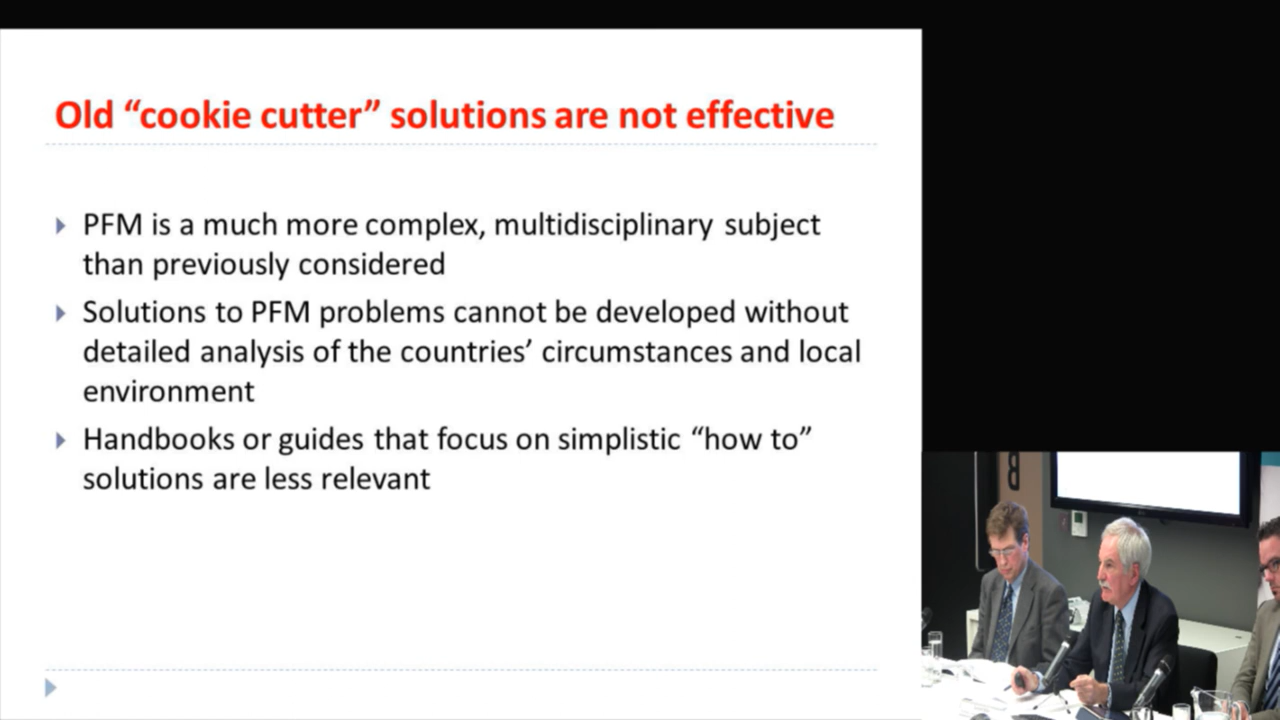 Old “cookie cutter” solutions are not effective
PFM is a much more complex, multidisciplinary subject
than previously considered
Solutions to PFM problems cannot be developed without
detailed analysis of the countries’ circumstances and local
environment
Handbooks or guides that focus on simplistic “how to”
solutions are less relevant
B